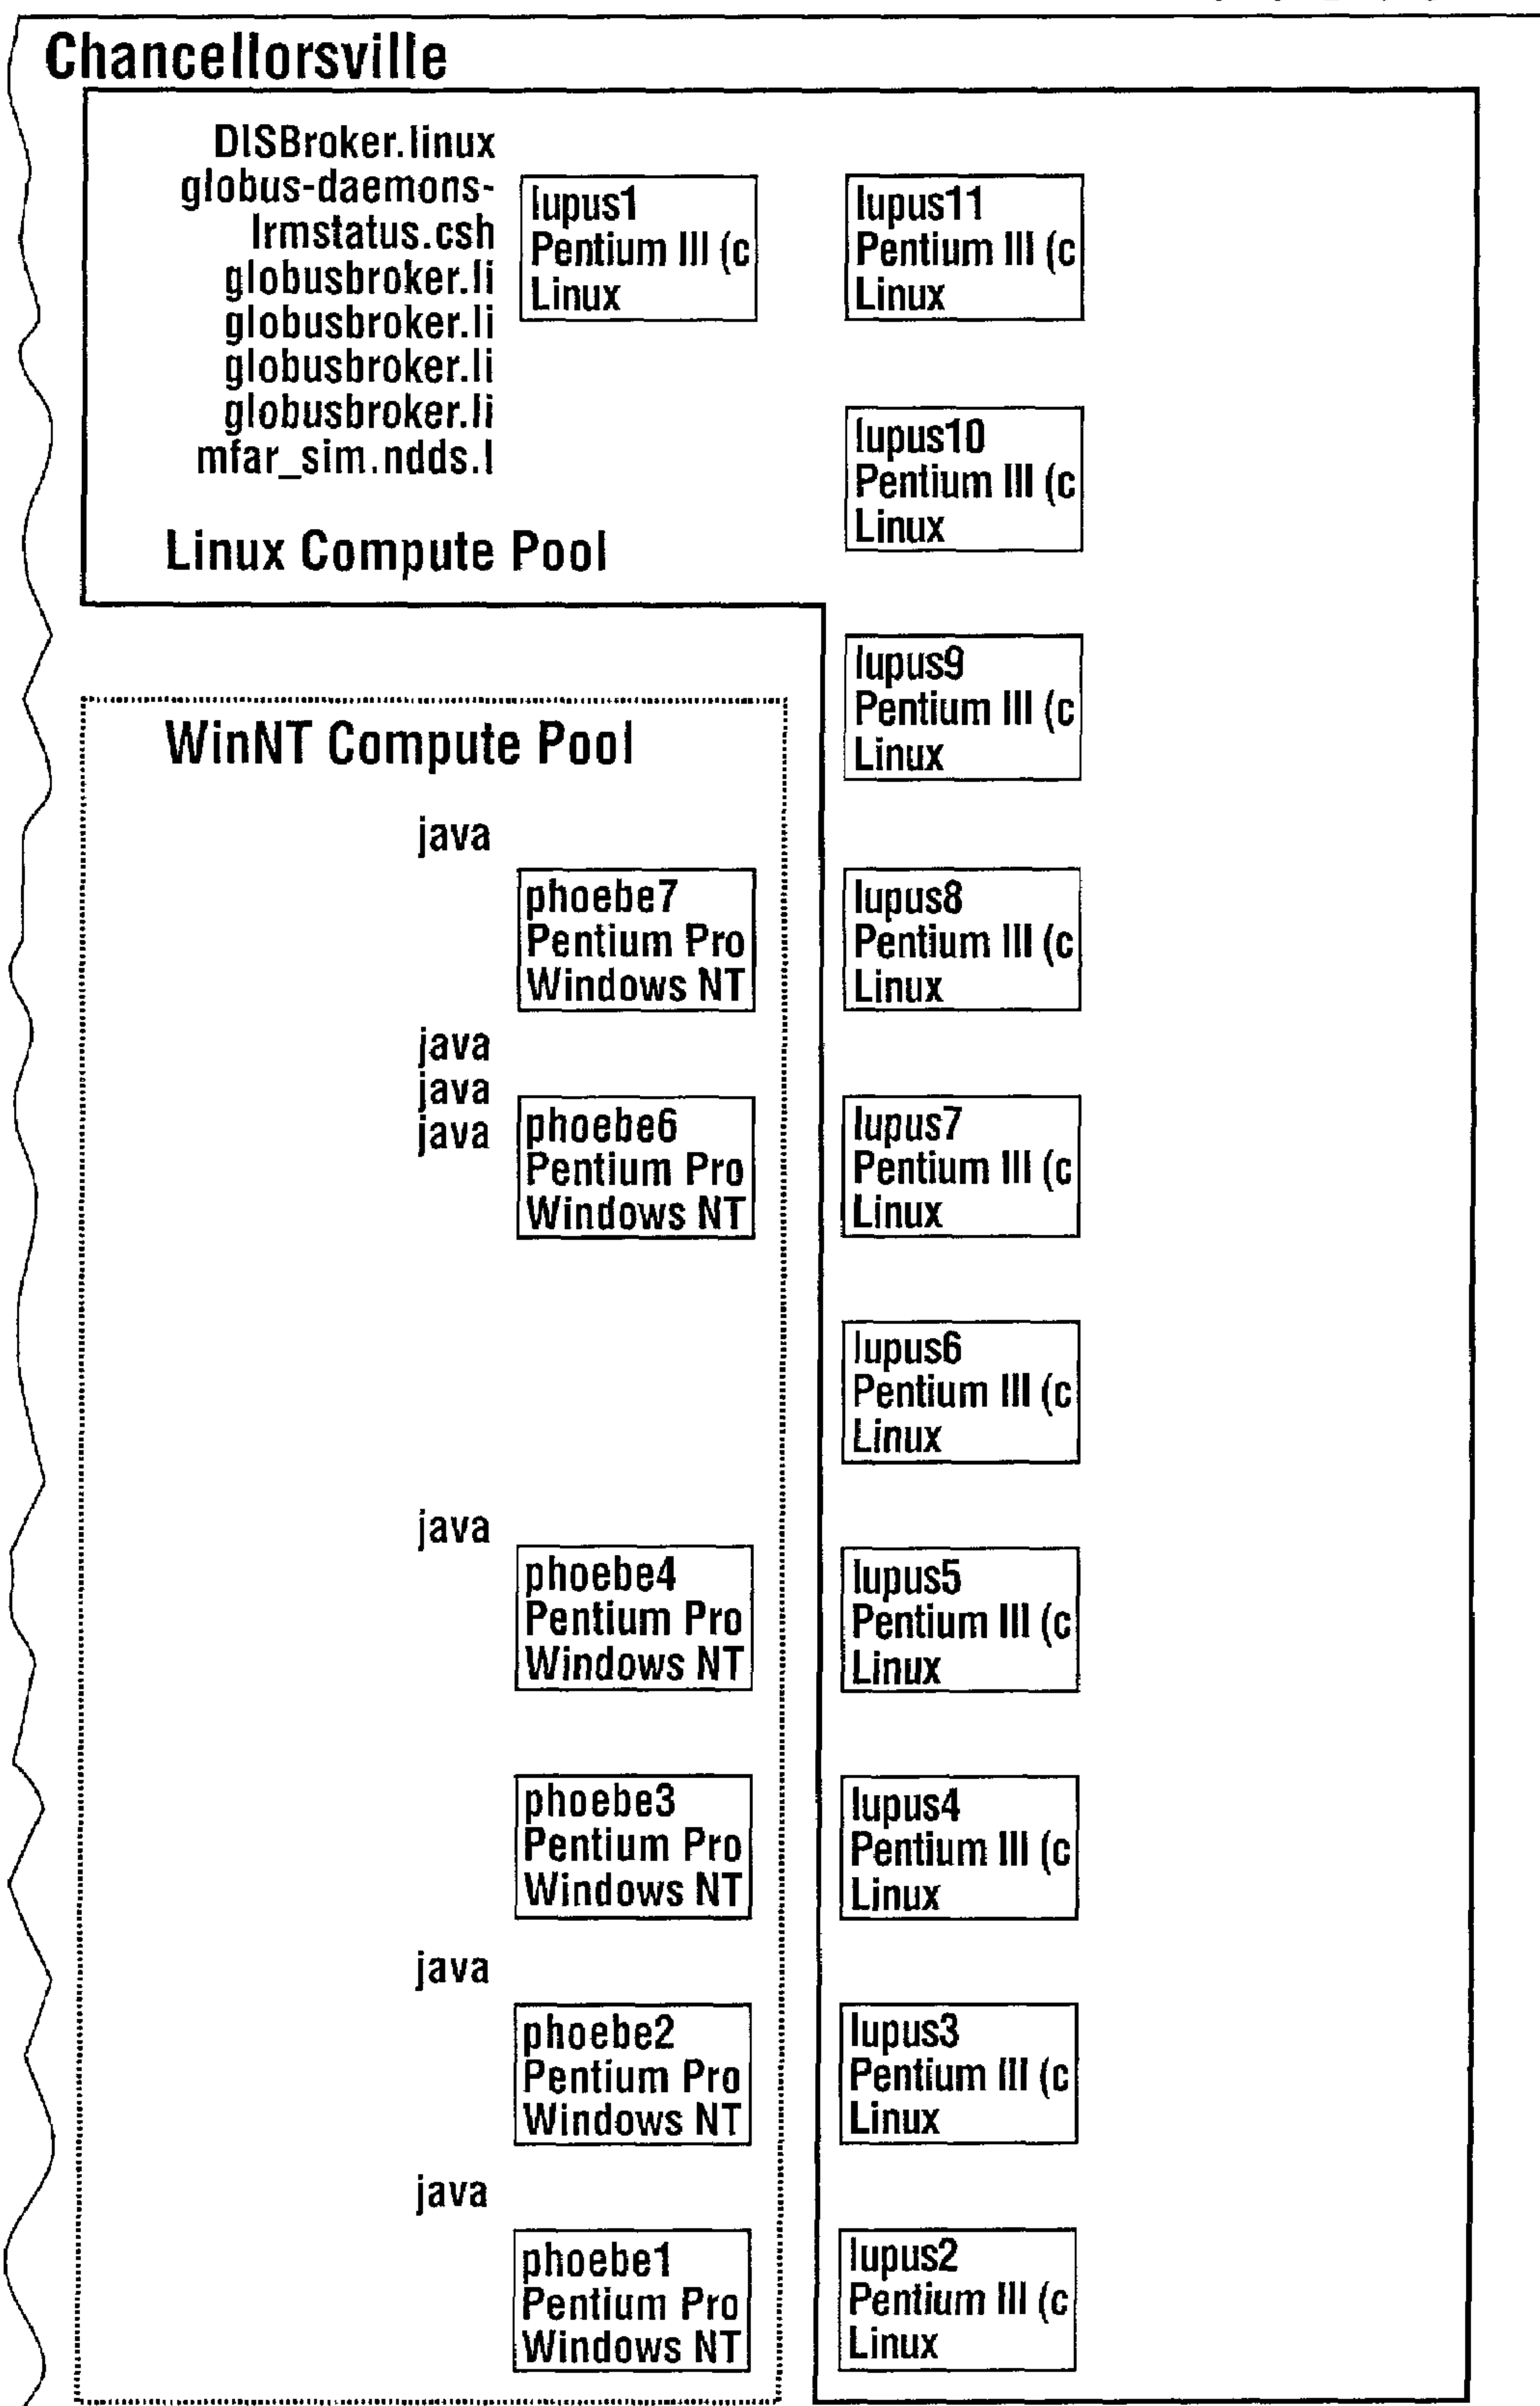 Chancellorsville
DISBroker.linux
globus-daemons-
lrmstatus.csh
globusbroker.li
globusbroker.li
globusbroker.li
globusbroker.li
mfar_sim.ndds.l
lupus1
Pentium III (c
Linux
lupus11
Pentium III (c
Linux
lupus10
Pentium III (c
Linux
Linux Compute Pool
lupus9
Pentium III (c
Linux
WinNT Compute Pool
java
phoebe7
Pentium Pro
Windows NT
lupus8
Pentium III (c
Linux
java
java
java
phoebe6
Pentium Pro
Windows NT
lupus7
Pentium III (c
Linux
lupus6
Pentium III (c
Linux
java
phoebe4
Pentium Pro
Windows NT
lupus5
Pentium III (c
Linux
phoebe3
Pentium Pro
Windows NT
lupus4
Pentium III (c
Linux
java
phoebe2
Pentium Pro
Windows NT
lupus3
Pentium III (c
Linux
java
phoebe1
Pentium Pro
Windows NT
lupus2
Pentium III (c
Linux